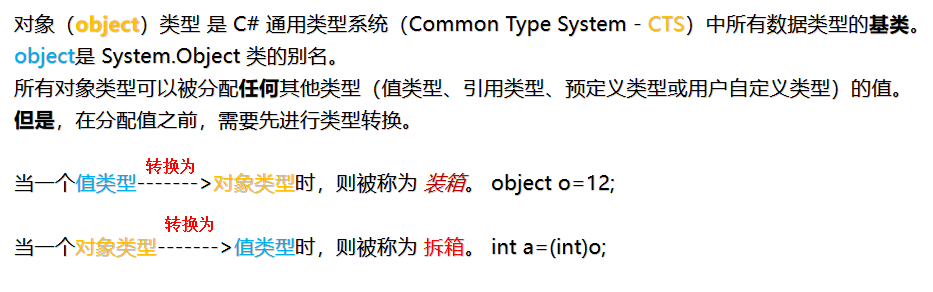 对象（object）类型 是 C# 通用类型系统（Common Type System - CTS）中所有数据类型的基类。
object是 System.Object 类的别名。
所有对象类型可以被分配任何其他类型（值类型、引用类型、预定义类型或用户自定义类型）的值。
但是，在分配值之前，需要先进行类型转换。
转换为
当一个值类型------->对象类型时，则被称为 装箱。 object o=12;
转换为
当一个对象类型------->值类型时，则被称为 拆箱。 int a=(int)o;